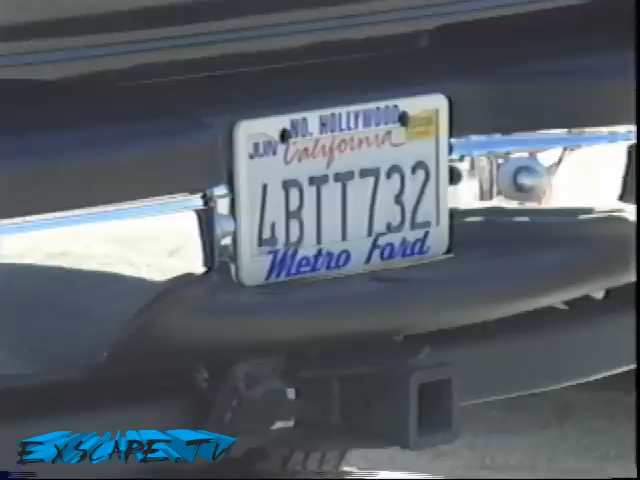 NO. HOLLYWOOD
JUN California
4BTT732
Metro Ford
EXSCAPE.TV